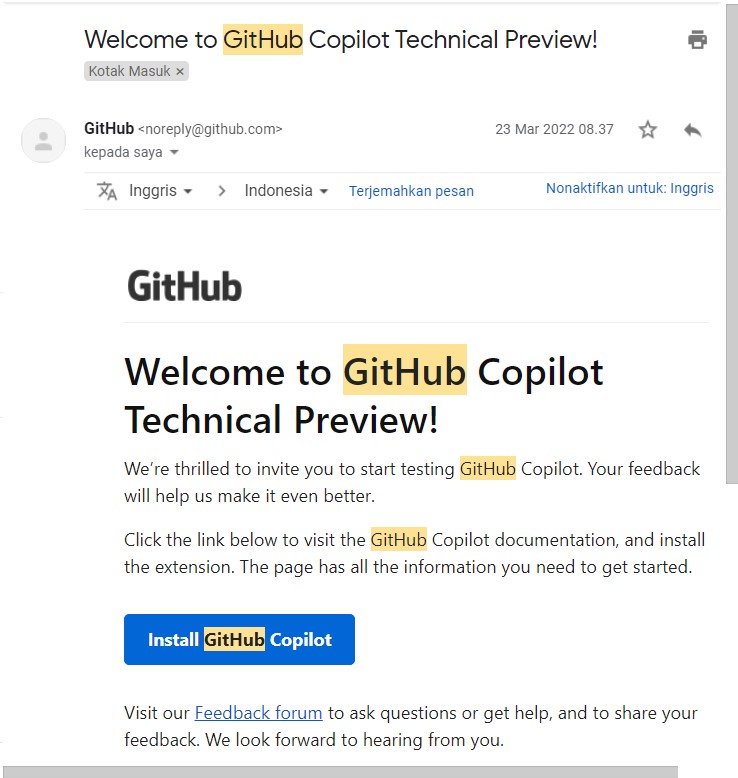 Welcome to GitHub Copilot Technical Preview!
Kotak Masuk ×
GitHub <noreply@github.com>
23 Mar 2022 08.37
kepada saya
Inggris > Indonesia Terjemahkan pesan Nonaktifkan untuk: Inggris
GitHub
Welcome to GitHub Copilot
Technical Preview!
We’re thrilled to invite you to start testing GitHub Copilot. Your feedback
will help us make it even better.
Click the link below to visit the GitHub Copilot documentation, and install
the extension. The page has all the information you need to get started.
Install GitHub Copilot
Visit our Feedback forum to ask questions or get help, and to share your
feedback. We look forward to hearing from you.